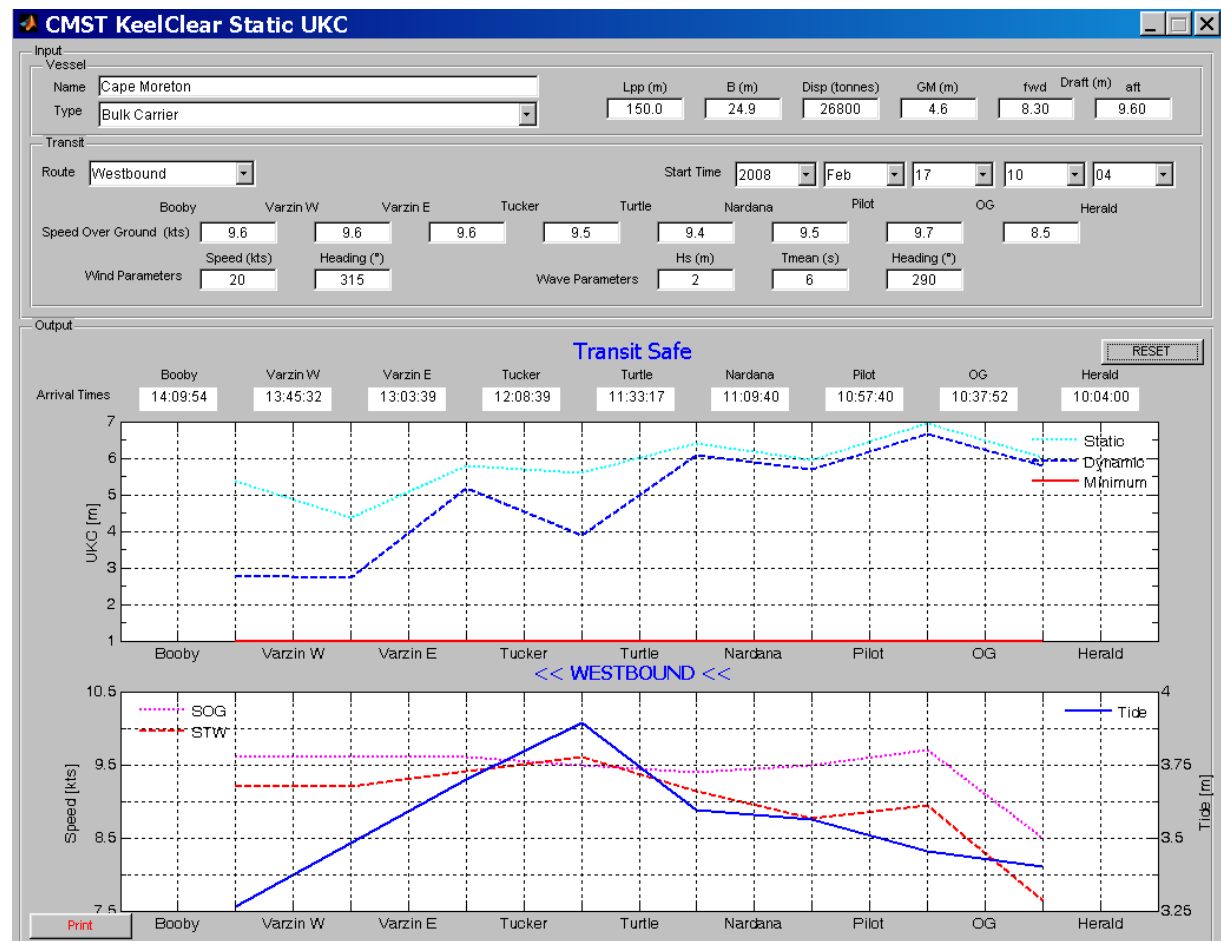 CMST KeelClear Static UKC
Input
Vessel
Name Cape Moreton
Lpp (m) B (m) Disp (tonnes) GM (m) fwd Draft (m) aft
Type Bulk Carrier
150.0 24.9 26800 4.6 8.30 9.60
Transit
Route Westbound Start Time 2008 Feb 17 10 04
Booby Varzin W Varzin E Tucker Turtle Nardana Pilot OG Herald
Speed Over Ground (kts) 9.6 9.6 9.6 9.5 9.4 9.5 9.7 8.5
Speed (kts) Heading (°) Hs (m) Tmean (s) Heading (°)
Wind Parameters 20 315 Wave Parameters 2 6 290
Output
Transit Safe
RESET
Booby Varzin W Varzin E Tucker Turtle Nardana Pilot OG Herald
Arrival Times 14:09:54 13:45:32 13:03:39 12:08:39 11:33:17 11:09:40 10:57:40 10:37:52 10:04:00
7
Static
6
Dynamic
Minimum
5
4
UKC [m]
3
2
1
Booby Varzin W Varzin E Tucker Turtle Nardana Pilot OG Herald
<< WESTBOUND <<
10.5 4
SOG Tide
STW
9.5 3.75
Speed [kts] Tide [m]
8.5 3.5
7.5 3.25
Print Booby Varzin W Varzin E Tucker Turtle Nardana Pilot OG Herald